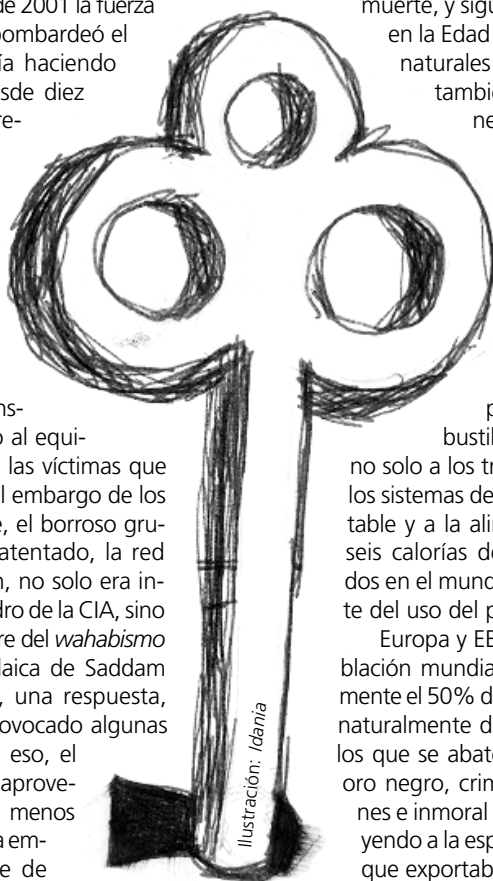 de 2001 la fuerza
bombardeó el
ía haciendo
sde diez
re-
ns-
o al equi-
las víctimas que
l embargo de los
e, el borroso gru-
atentado, la red
n, no solo era in-
dro de la CIA, sino
re del wahabismo
laica de Saddam
, una respuesta,
ovocado algunas
eso, el
aprove-
menos
a em-
e de
Ilustración: Idania
muerte, y sigu
en la Edad
naturales
tambié
ne
p
bustil
no solo a los tr
los sistemas de
table y a la alim
seis calorías de
dos en el mund
te del uso del p
Europa y EE
blación mundia
mente el 50% d
naturalmente d
los que se abate
oro negro, crim
nes e inmoral
yendo a la esp
que exportab